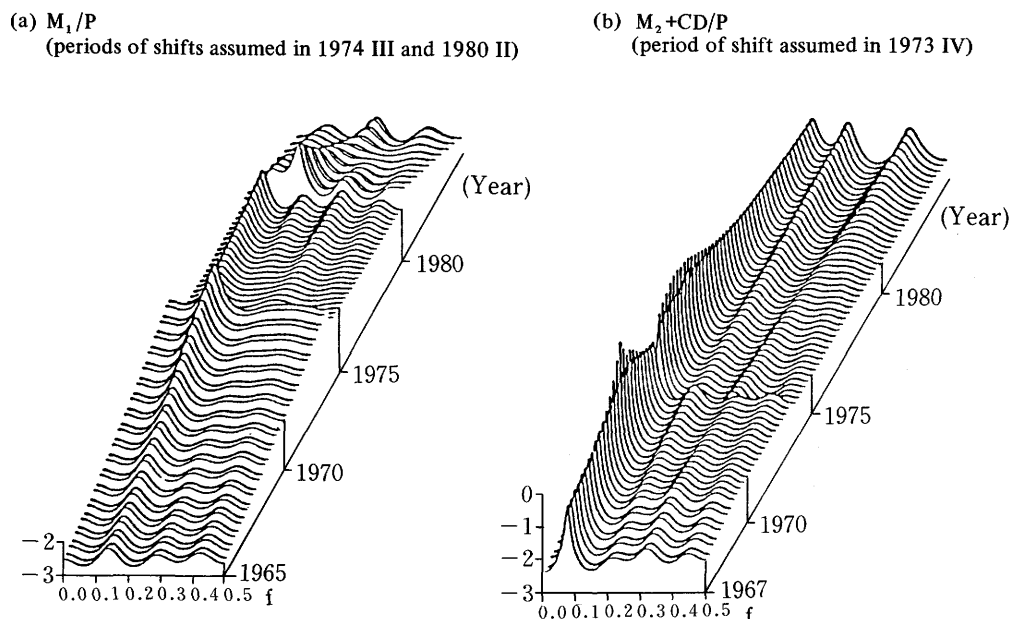 (a) M₁/P
(periods of shifts assumed in 1974 III and 1980 II)
(Year)
1980
1975
1970
1965
−2
−3
0.0 0.1 0.2 0.3 0.4 0.5 f
(b) M₂+CD/P
(period of shift assumed in 1973 IV)
(Year)
1980
1975
1970
1967
0
−1
−2
−3
0.0 0.1 0.2 0.3 0.4 0.5 f